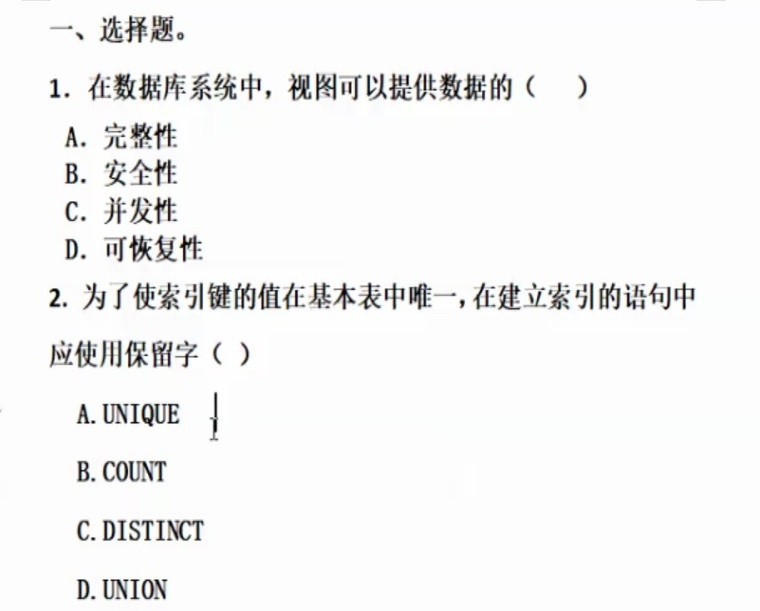 一、选择题。
1. 在数据库系统中，视图可以提供数据的（  ）
A. 完整性
B. 安全性
C. 并发性
D. 可恢复性
2. 为了使索引键的值在基本表中唯一，在建立索引的语句中
应使用保留字（ ）
A.UNIQUE
B.COUNT
C.DISTINCT
D.UNION